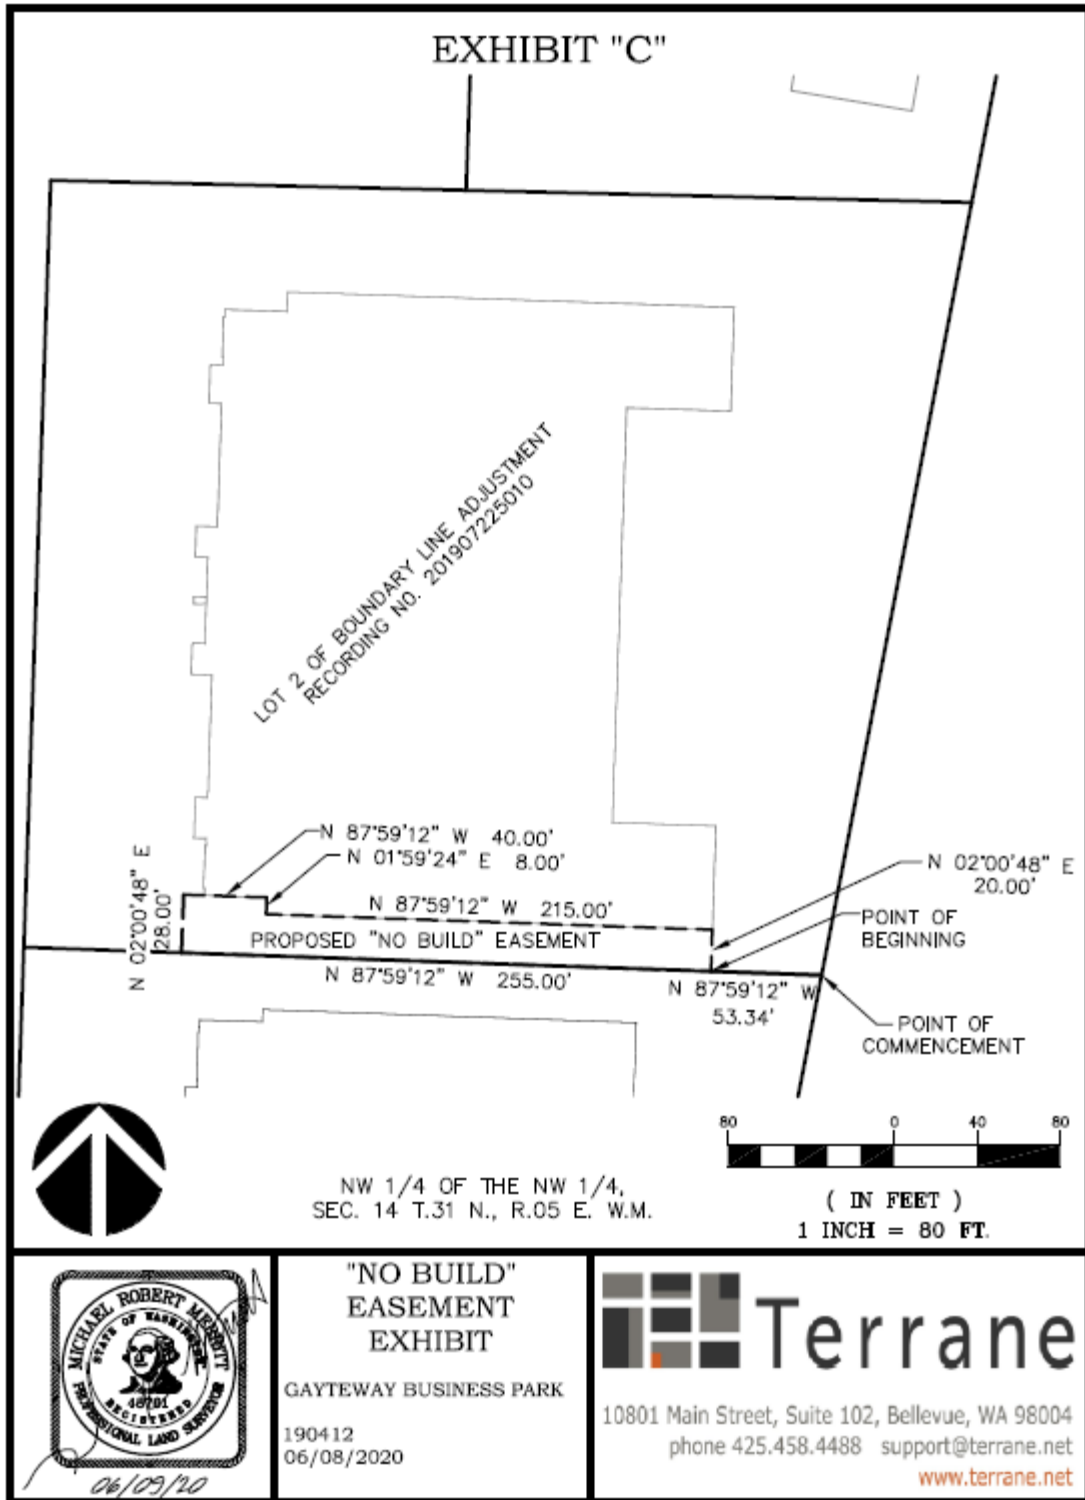 EXHIBIT "C"
LOT 2 OF BOUNDARY LINE ADJUSTMENT
RECORDING NO. 201907225010
N 87°59'12" W 40.00'
N 01°59'24" E 8.00'
N 02°00'48" E
28.00'
N 87°59'12" W 215.00'
N 02°00'48" E
20.00'
POINT OF
BEGINNING
PROPOSED "NO BUILD" EASEMENT
N 87°59'12" W 255.00'
N 87°59'12" W
53.34'
POINT OF
COMMENCEMENT
80 0 40 80
( IN FEET )
1 INCH = 80 FT.
NW 1/4 OF THE NW 1/4,
SEC. 14 T.31 N., R.05 E. W.M.
MICHAEL ROBERT MERRITT
STATE OF WASHINGTON
48701
REGISTERED
PROFESSIONAL LAND SURVEYOR
06/09/20
"NO BUILD"
EASEMENT
EXHIBIT
GAYTEWAY BUSINESS PARK
190412
06/08/2020
Terrane
10801 Main Street, Suite 102, Bellevue, WA 98004
phone 425.458.4488 support@terrane.net
www.terrane.net